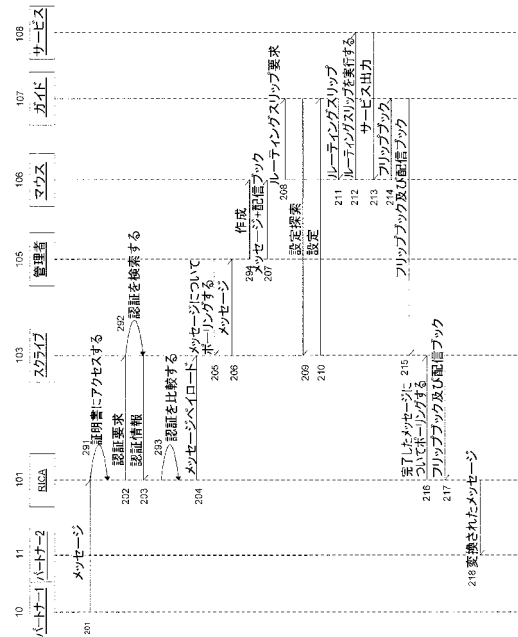 10 パートナー1
11 パートナー2
101 RICA
103 スクライブ
105 管理者
106 マウス
107 ガイド
108 サービス
201 メッセージ
291 証明書にアクセスする
202 認証要求
292 認証を検索する
203 認証情報
293 認証を比較する
204 メッセージペイロード
205 メッセージについて
ポーリングする
206 メッセージ
294 作成
207 メッセージ+配信ブック
208 ルーティングスリップ要求
209 設定探索
210 設定
211 ルーティングスリップ
212 ルーティングスリップを実行する
213 サービス出力
214 フリップブック
215 フリップブック及び配信ブック
216 完了したメッセージに
ついてポーリングする
217 フリップブック及び配信ブック
218 変換されたメッセージ